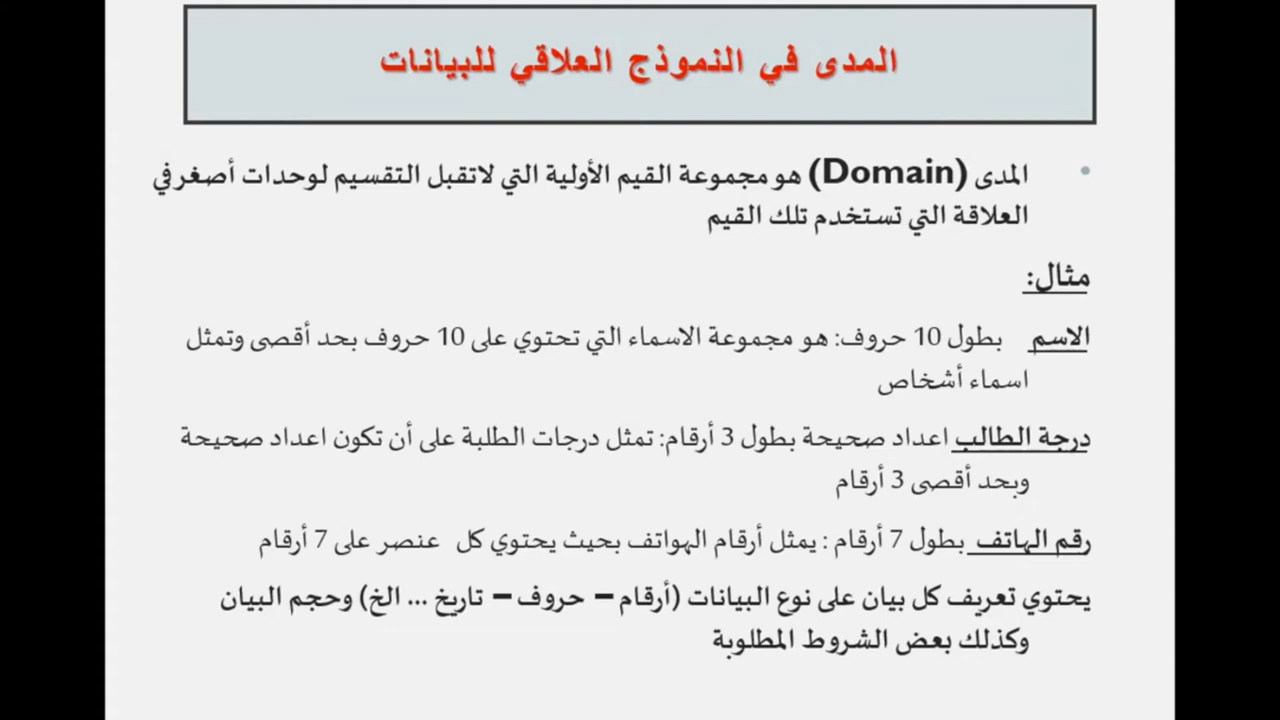 المدى في النموذج العلاقي للبيانات
• المدى (Domain) هو مجموعة القيم الأولية التي لاتقبل التقسيم لوحدات أصغر في
العلاقة التي تستخدم تلك القيم
مثال:
الاسم بطول 10 حروف: هو مجموعة الاسماء التي تحتوي على 10 حروف بحد أقصى وتمثل
اسماء أشخاص
درجة الطالب اعداد صحيحة بطول 3 أرقام: تمثل درجات الطلبة على أن تكون اعداد صحيحة
وبحد أقصى 3 أرقام
رقم الهاتف بطول 7 أرقام : يمثل أرقام الهواتف بحيث يحتوي كل عنصر على 7 أرقام
يحتوي تعريف كل بيان على نوع البيانات (أرقام – حروف – تاريخ ... الخ) وحجم البيان
وكذلك بعض الشروط المطلوبة